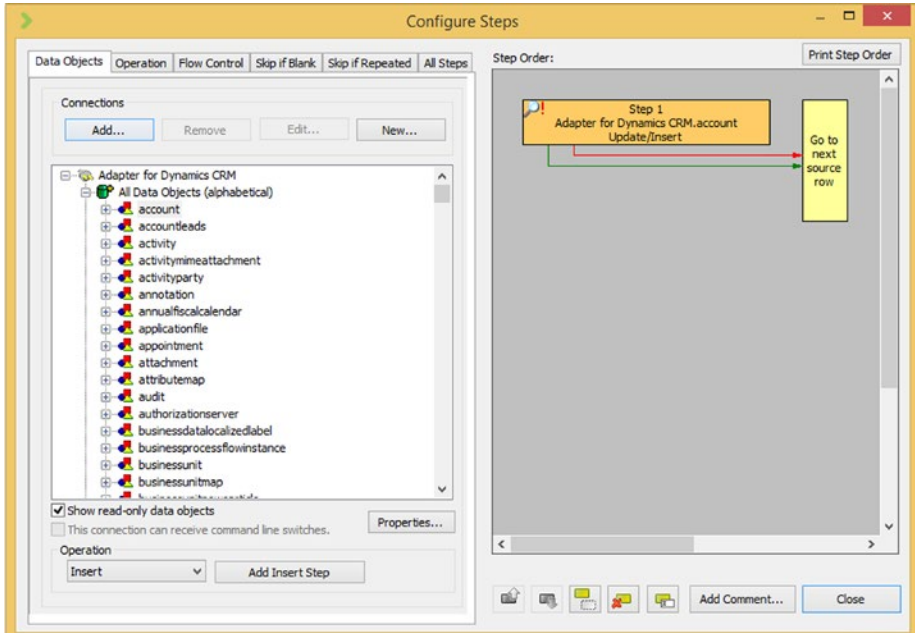 Configure Steps
Data Objects Operation Flow Control Skip if Blank Skip if Repeated All Steps
Connections
Add... Remove Edit... New...
Adapter for Dynamics CRM
All Data Objects (alphabetical)
account
accountleads
activity
activitymimeattachment
activityparty
annotation
annualfiscalcalendar
applicationfile
appointment
attachment
attributemap
audit
authorizationserver
businessdatalocalizedlabel
businessprocessflowinstance
businessunit
businessunitmap
Show read-only data objects
This connection can receive command line switches.
Properties...
Operation
Insert Add Insert Step
Step Order:
Print Step Order
Step 1
Adapter for Dynamics CRM.account
Update/Insert
Go to
next
source
row
Add Comment... Close